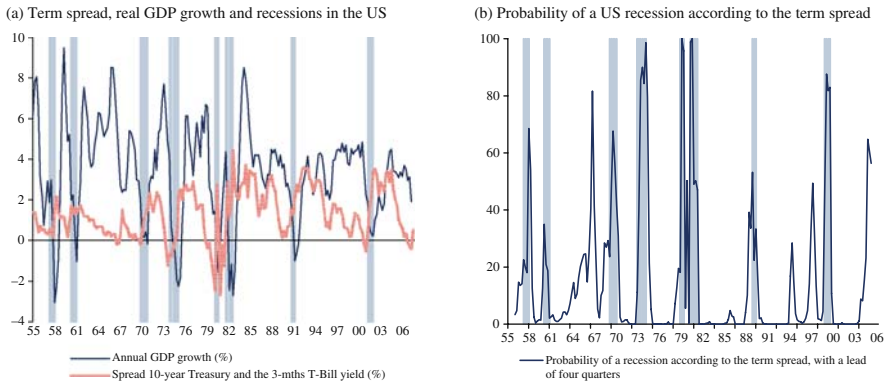 (a) Term spread, real GDP growth and recessions in the US
10
8
6
4
2
0
−2
−4
55 58 61 64 67 70 73 76 79 82 85 88 91 94 97 00 03 06
Annual GDP growth (%)
Spread 10-year Treasury and the 3-mths T-Bill yield (%)
(b) Probability of a US recession according to the term spread
100
80
60
40
20
0
55 58 61 64 67 70 73 76 79 82 85 88 91 94 97 00 03 06
Probability of a recession according to the term spread, with a lead
of four quarters